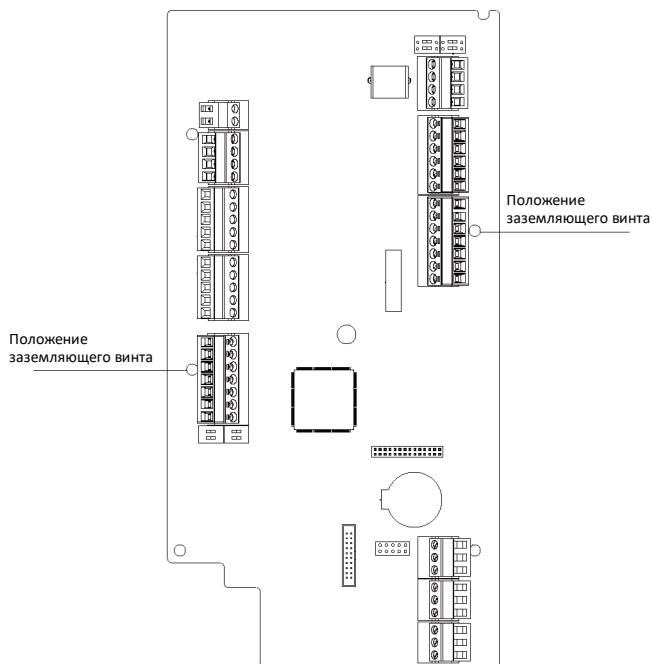 Положение
заземляющего винта
Положение
заземляющего винта